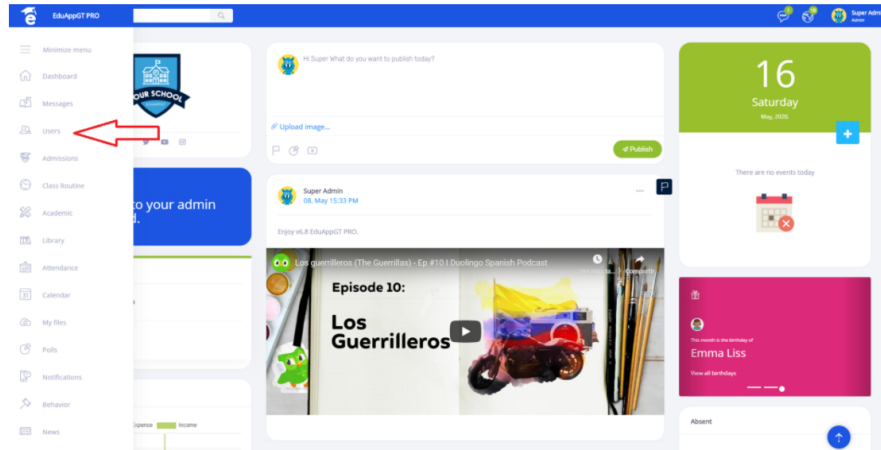 EduAppGT PRO
Super Adm
Admin
Minimize menu
Dashboard
Messages
Users
Admissions
Class Routine
Academic
Library
Attendance
Calendar
My files
Polls
Notifications
Behavior
News
OUR SCHOOL
to your admin
Expense
Income
Hi Super What do you want to publish today?
Upload image...
Publish
Super Admin
08. May 15:33 PM
Enjoy v6.8 EduAppGT PRO.
Los guerrilleros (The Guerrillas) - Ep #10 I Duolingo Spanish Podcast
Compartir
Episode 10:
Los
Guerrilleros
16
Saturday
May, 2020.
+
There are no events today
This month is the birthday of
Emma Liss
View all birthdays
Absent